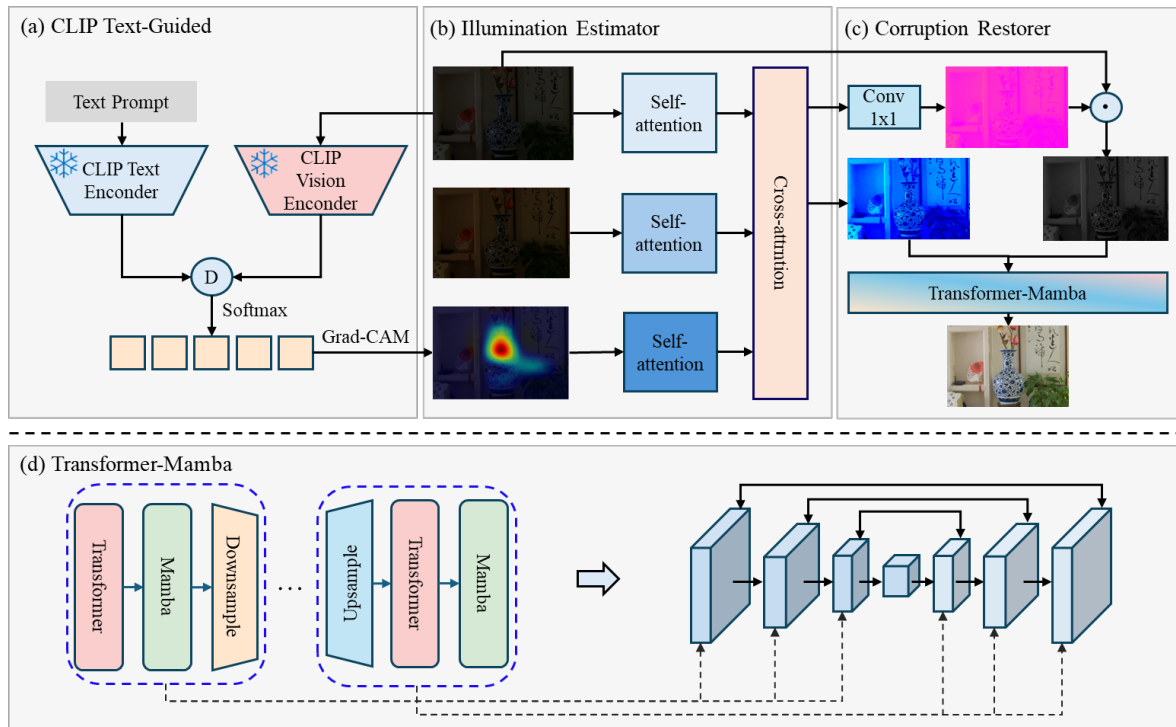 (a) CLIP Text-Guided
Text Prompt
CLIP Text
Enconder
CLIP
Vision
Enconder
D
Softmax
Grad-CAM
(b) Illumination Estimator
Self-
attention
Self-
attention
Self-
attention
Cross-attrntion
(c) Corruption Restorer
Conv
1x1
Transformer-Mamba
(d) Transformer-Mamba
Transformer
Mamba
Downsample
...
Upsample
Transformer
Mamba